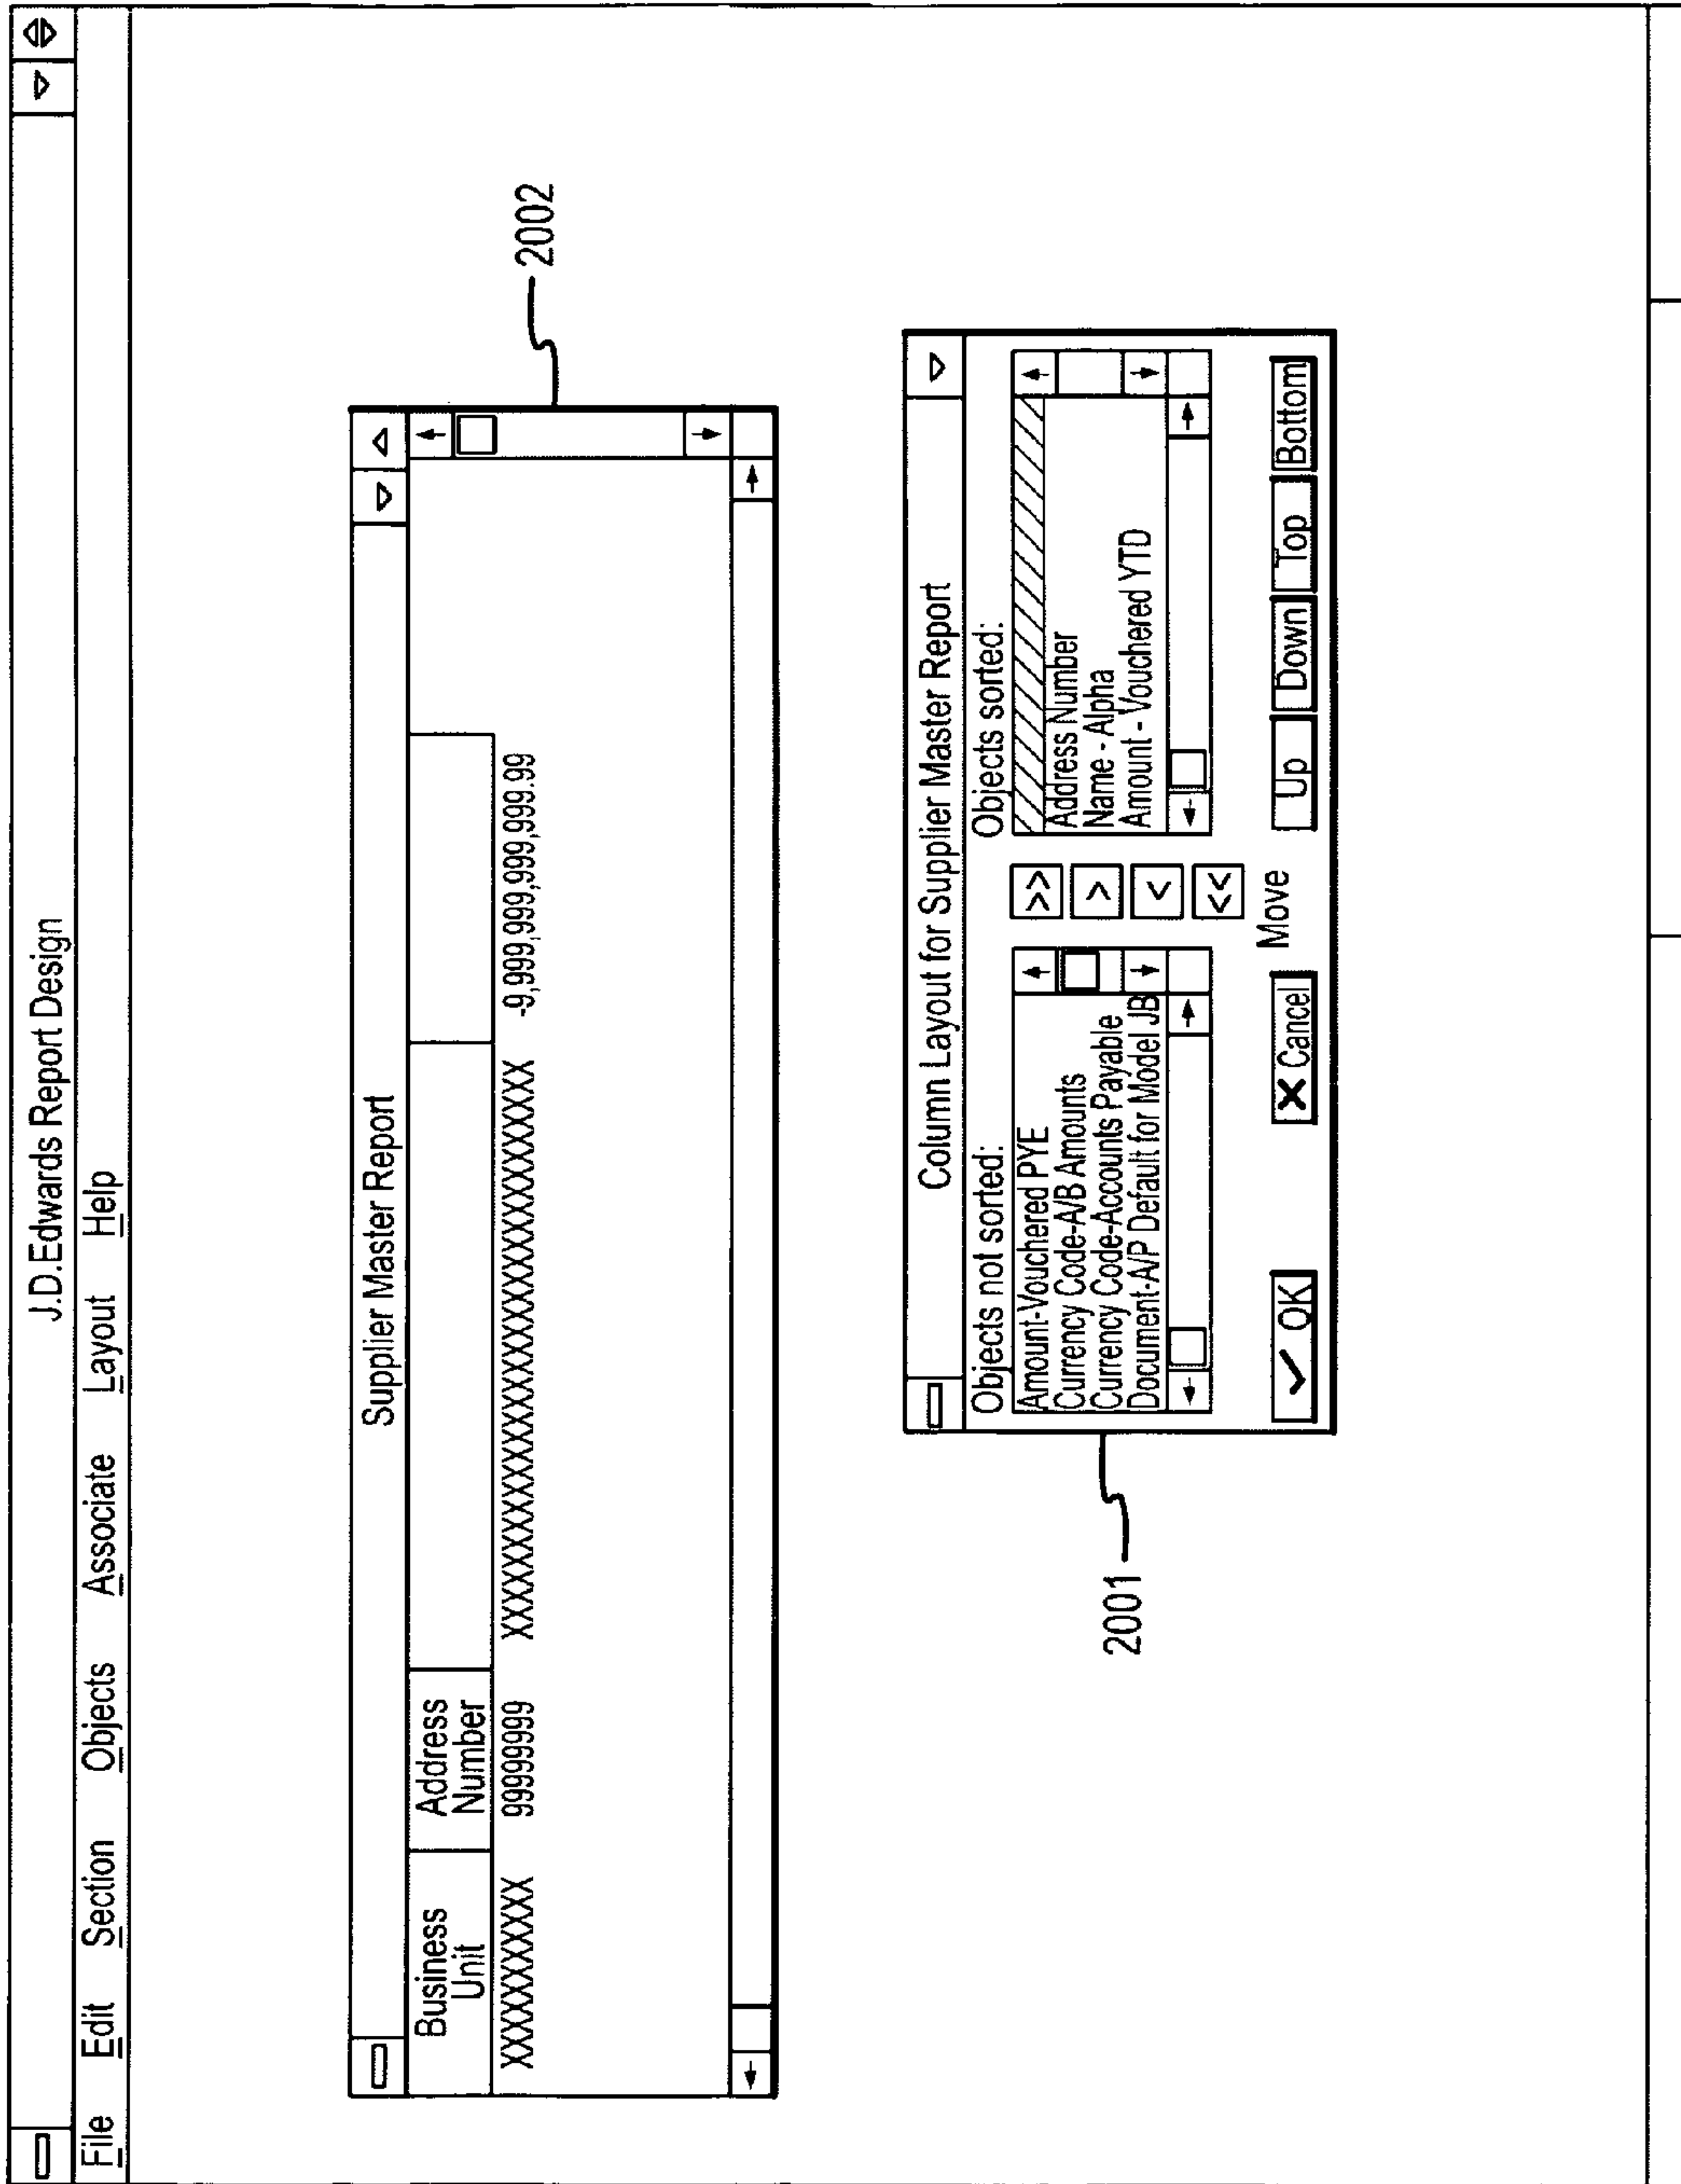 J.D.Edwards Report Design
File Edit Section Objects Associate Layout Help
Supplier Master Report
Business Unit
Address Number
XXXXXXXXXXX 99999999 XXXXXXXXXXXXXXXXXXXXXXXXXXXXXXXXXXX -9,999,999,999,999.99
2002
Column Layout for Supplier Master Report
Objects not sorted:
Amount-Vouchered PYE
Currency Code-A/B Amounts
Currency Code-Accounts Payable
Document-A/P Default for Model JB
>>
>
<
<<
Move
Objects sorted:
Address Number
Name - Alpha
Amount - Vouchered YTD
OK Cancel Up Down Top Bottom
2001